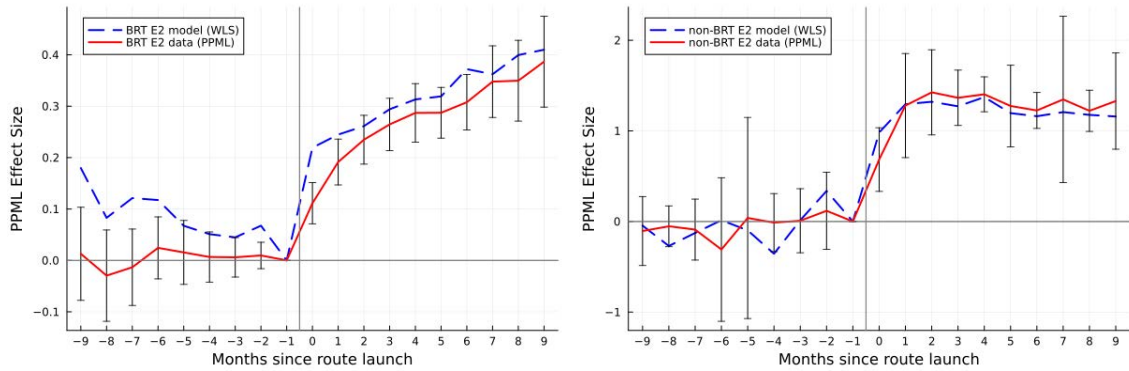 BRT E2 model (WLS)
BRT E2 data (PPML)
PPML Effect Size
0.4
0.3
0.2
0.1
0.0
−0.1
−9 −8 −7 −6 −5 −4 −3 −2 −1 0 1 2 3 4 5 6 7 8 9
Months since route launch
non-BRT E2 model (WLS)
non-BRT E2 data (PPML)
PPML Effect Size
2
1
0
−1
−9 −8 −7 −6 −5 −4 −3 −2 −1 0 1 2 3 4 5 6 7 8 9
Months since route launch